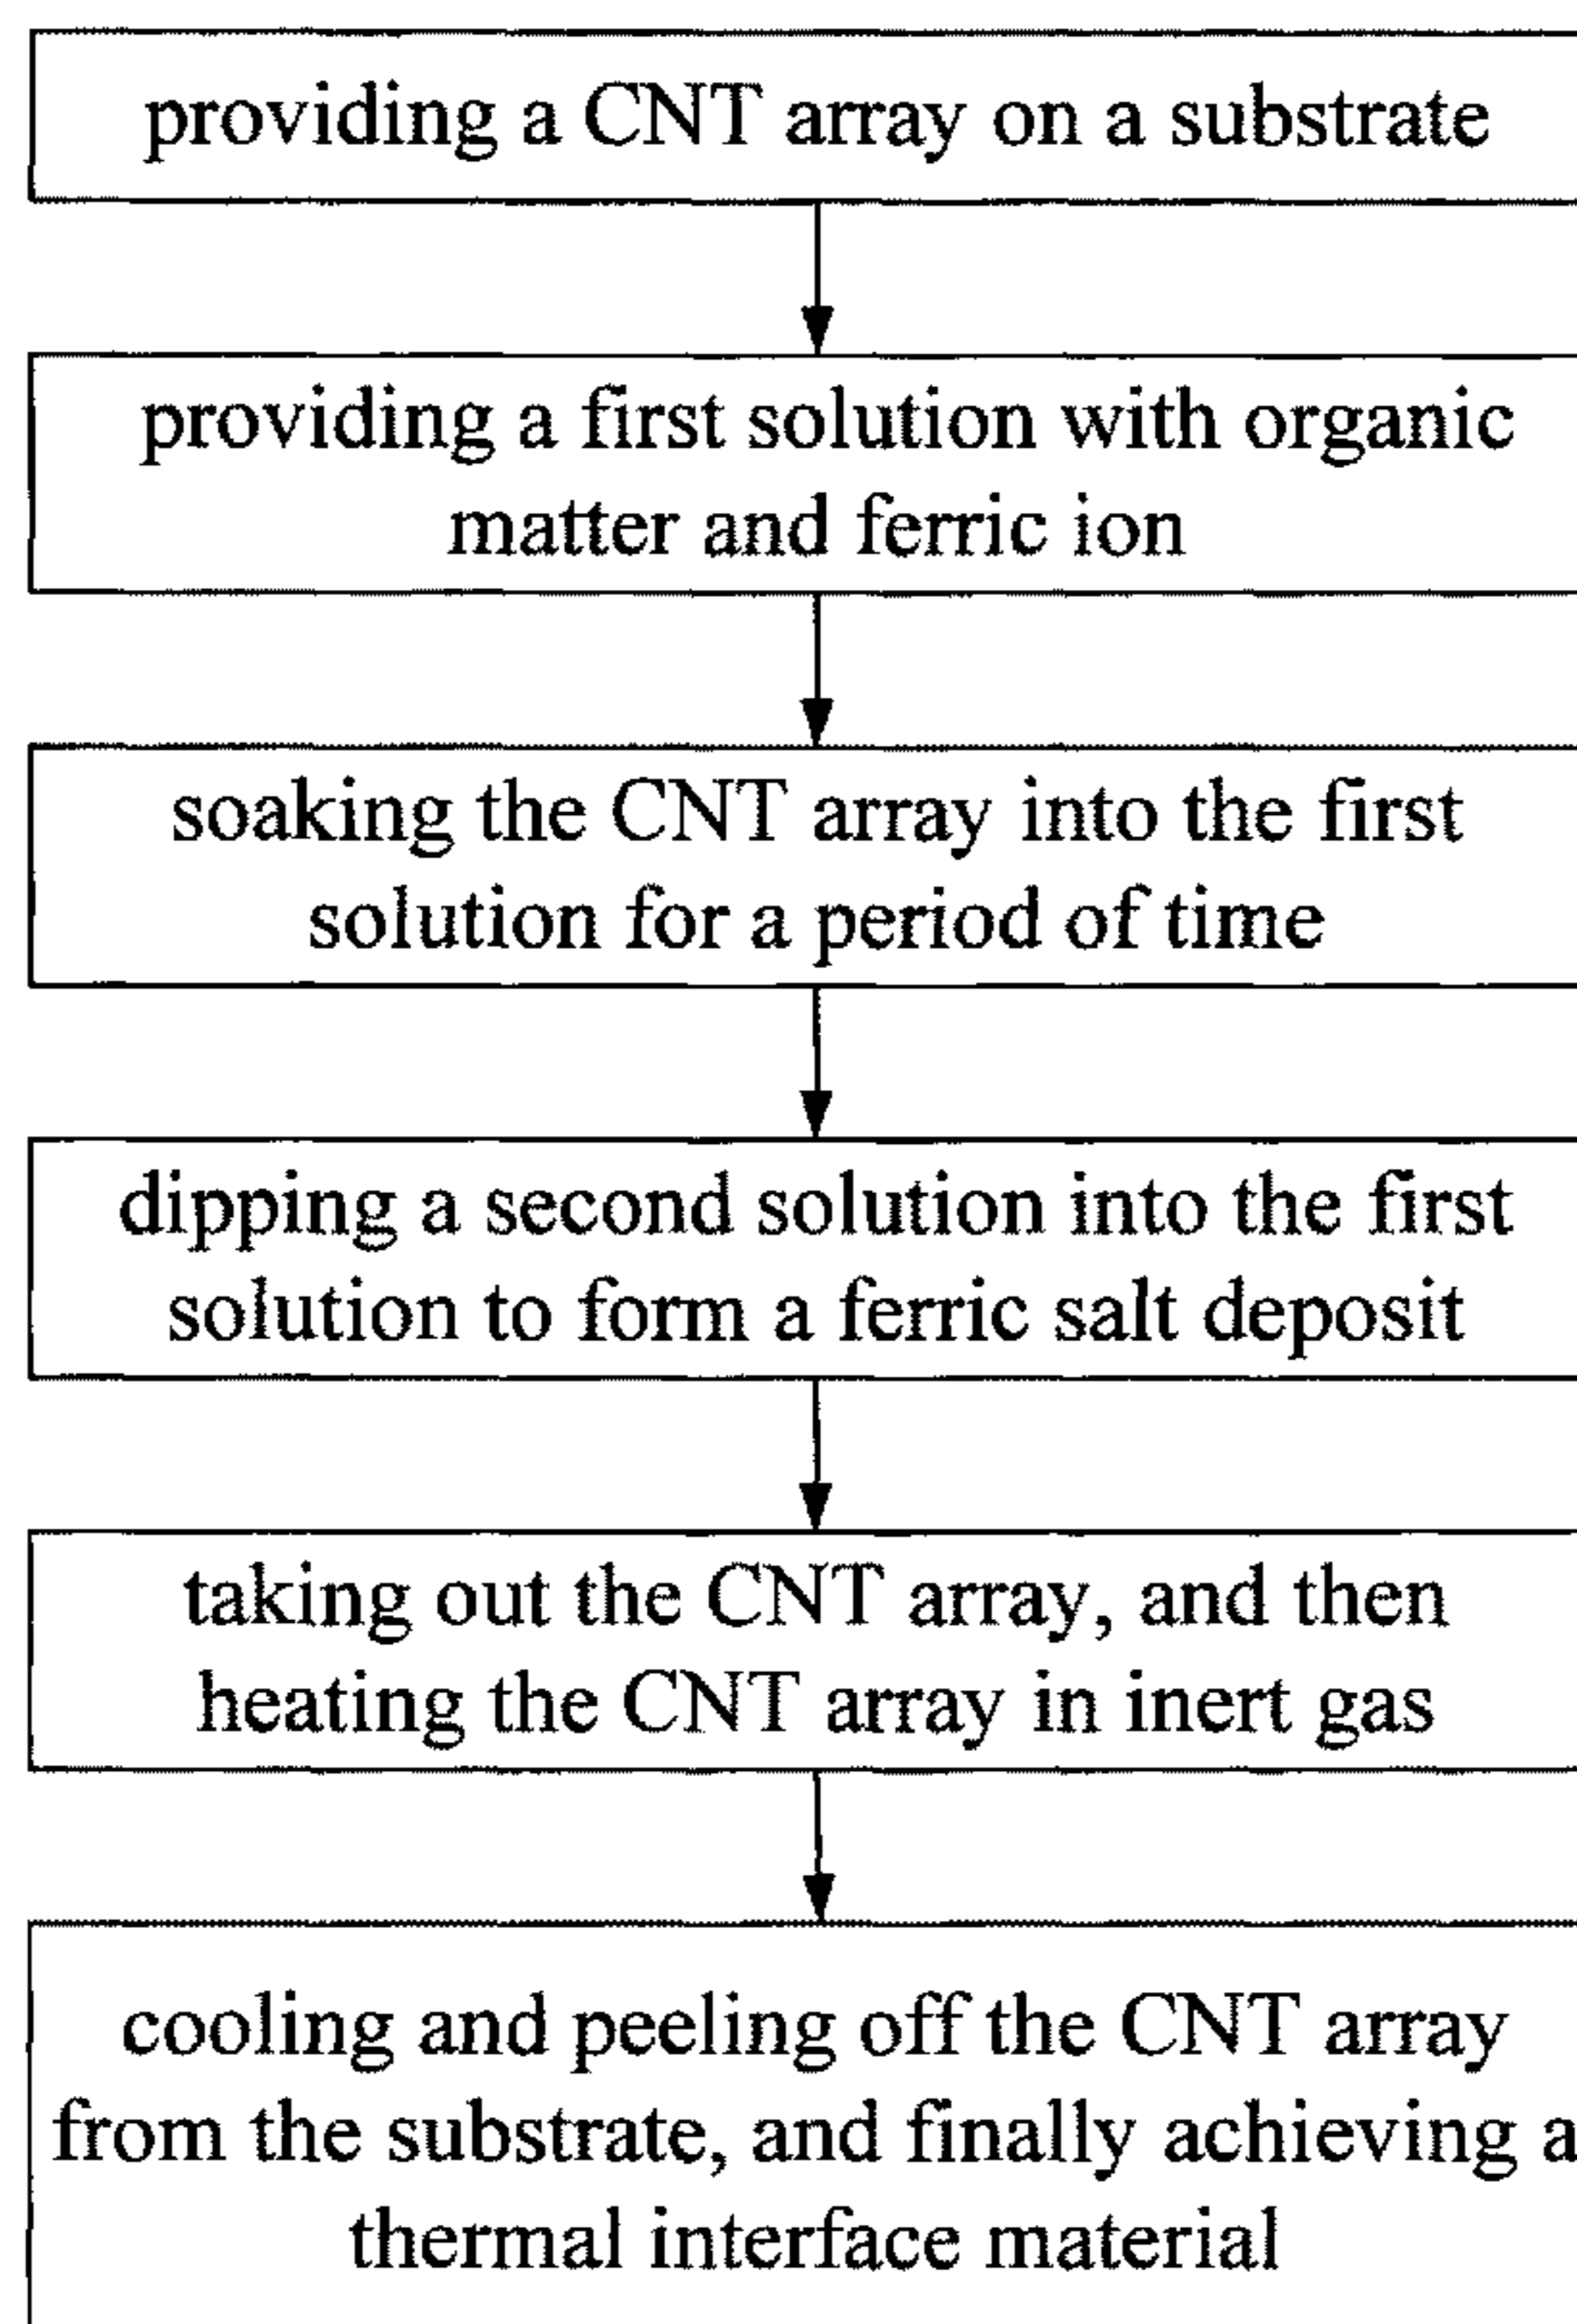 providing a CNT array on a substrate
providing a first solution with organic
matter and ferric ion
soaking the CNT array into the first
solution for a period of time
dipping a second solution into the first
solution to form a ferric salt deposit
taking out the CNT array, and then
heating the CNT array in inert gas
cooling and peeling off the CNT array
from the substrate, and finally achieving a
thermal interface material